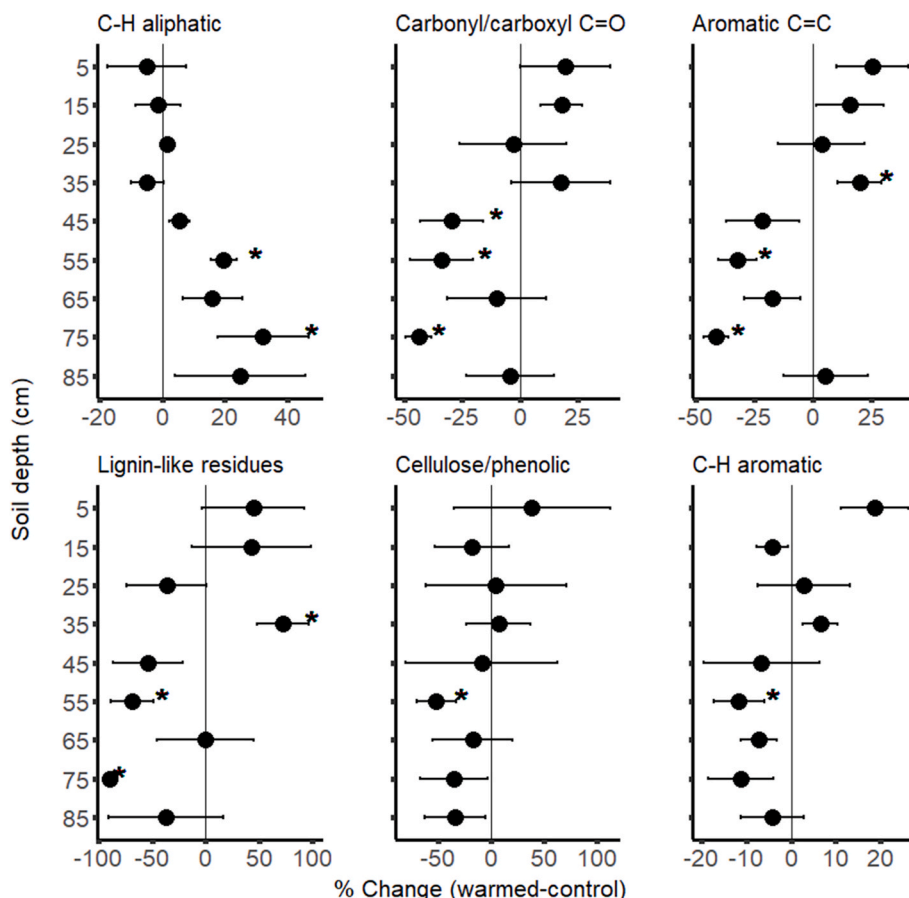 C-H aliphatic
Carbonyl/carboxyl C=O
Aromatic C=C
5
15
25
35
45 *
55 * * *
65
75 * * *
85
-20 0 20 40
-50 -25 0 25
-50 -25 0 25
Soil depth (cm)
Lignin-like residues
Cellulose/phenolic
C-H aromatic
5
15
25
35 *
45
55 * * *
65
75 *
85
-100 -50 0 50 100
-50 0 50 100
-20 -10 0 10 20
% Change (warmed-control)